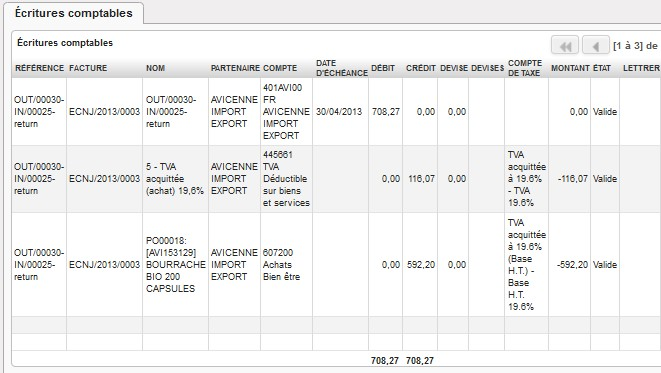 Écritures comptables
Écritures comptables
[1 à 3] de
RÉFÉRENCE FACTURE NOM PARTENAIRE COMPTE DATE D'ÉCHÉANCE DÉBIT CRÉDIT DEVISE DEVISES COMPTE DE TAXE MONTANT ÉTAT LETTRER
OUT/00030-
IN/00025-
return
ECNJ/2013/0003
OUT/00030-
IN/00025-
return
AVICENNE
IMPORT
EXPORT
401AVI00
FR
AVICENNE
IMPORT
EXPORT
30/04/2013
708,27
0,00
0,00
0,00
Valide
OUT/00030-
IN/00025-
return
ECNJ/2013/0003
5 - TVA
acquittée
(achat) 19,6%
AVICENNE
IMPORT
EXPORT
445661
TVA
Déductible
sur biens
et services
0,00
116,07
0,00
TVA
acquittée
à 19.6%
- TVA
19.6%
-116,07
Valide
OUT/00030-
IN/00025-
return
ECNJ/2013/0003
PO00018:
[AVI153129]
BOURRACHE
BIO 200
CAPSULES
AVICENNE
IMPORT
EXPORT
607200
Achats
Bien être
0,00
592,20
0,00
TVA
acquittée
à 19.6%
(Base
H.T.) -
Base
H.T.
19.6%
-592,20
Valide
708,27 708,27